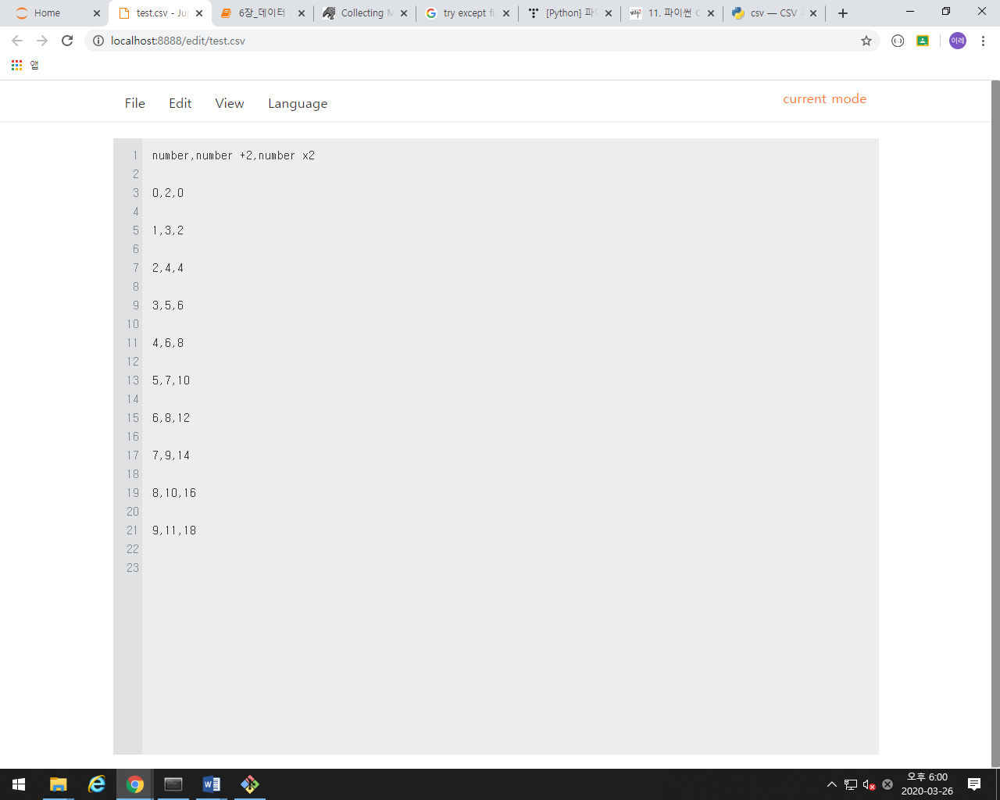 Home
test.csv - Ju
6장_데이터
Collecting M
try except fi
[Python] 파이
11. 파이썬 C
csv — CSV
localhost:8888/edit/test.csv
이레
앱
File Edit View Language
current mode
1 number,number +2,number x2
2
3 0,2,0
4
5 1,3,2
6
7 2,4,4
8
9 3,5,6
10
11 4,6,8
12
13 5,7,10
14
15 6,8,12
16
17 7,9,14
18
19 8,10,16
20
21 9,11,18
22
23
오후 6:00
2020-03-26